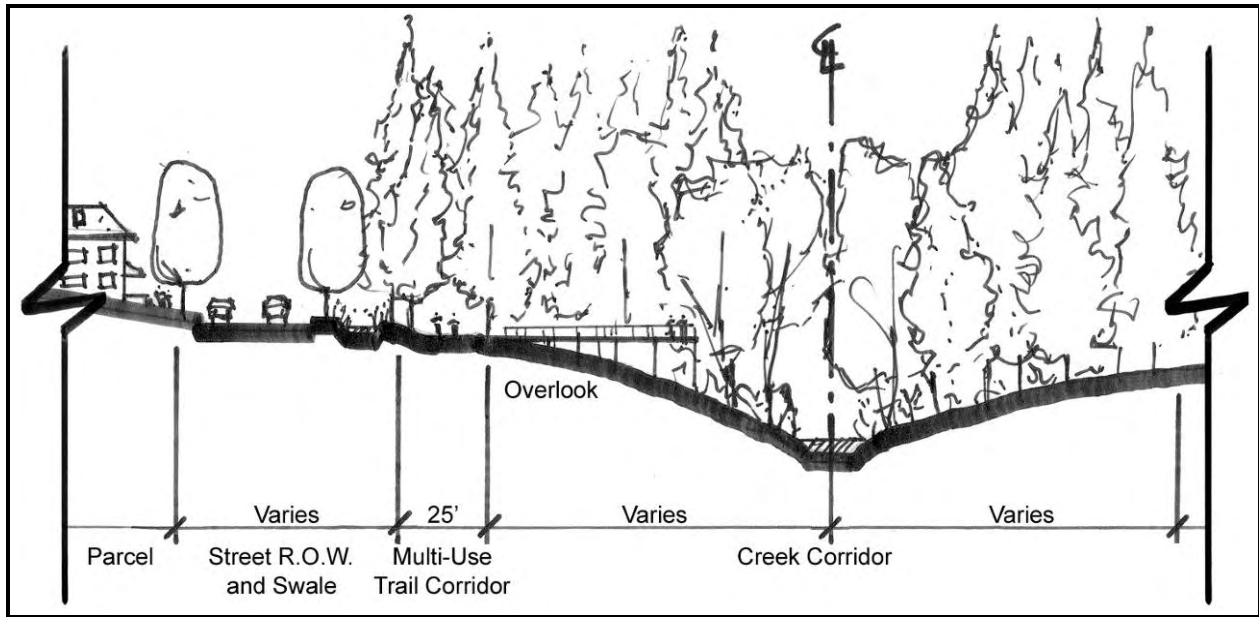 ℄
Overlook
Varies
25’
Varies
Varies
Parcel
Street R.O.W.
and Swale
Multi-Use
Trail Corridor
Creek Corridor